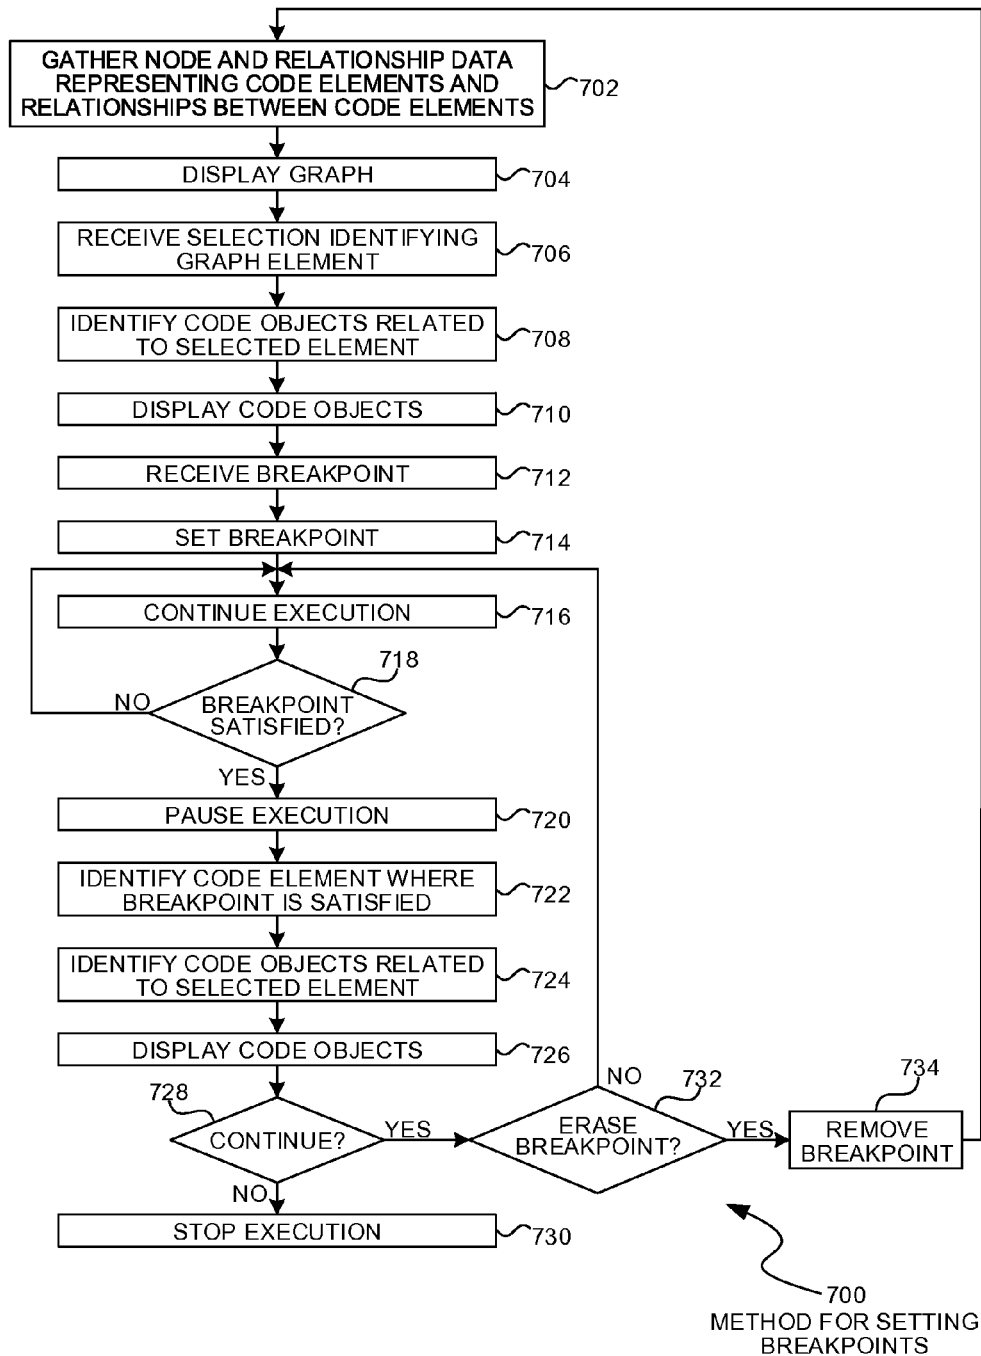 GATHER NODE AND RELATIONSHIP DATA
REPRESENTING CODE ELEMENTS AND
RELATIONSHIPS BETWEEN CODE ELEMENTS
702
DISPLAY GRAPH
704
RECEIVE SELECTION IDENTIFYING
GRAPH ELEMENT
706
IDENTIFY CODE OBJECTS RELATED
TO SELECTED ELEMENT
708
DISPLAY CODE OBJECTS
710
RECEIVE BREAKPOINT
712
SET BREAKPOINT
714
CONTINUE EXECUTION
716
718
NO
BREAKPOINT
SATISFIED?
YES
PAUSE EXECUTION
720
IDENTIFY CODE ELEMENT WHERE
BREAKPOINT IS SATISFIED
722
IDENTIFY CODE OBJECTS RELATED
TO SELECTED ELEMENT
724
DISPLAY CODE OBJECTS
726
728
CONTINUE?
YES
NO
732
ERASE
BREAKPOINT?
YES
734
REMOVE
BREAKPOINT
NO
STOP EXECUTION
730
700
METHOD FOR SETTING
BREAKPOINTS